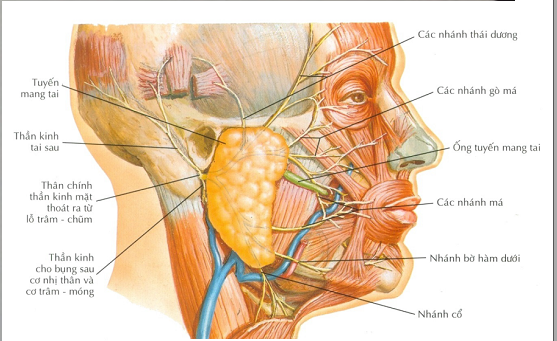 Tuyến
mang tai
Thần kinh
tai sau
Thân chính
thần kinh mặt
thoát ra từ
lỗ trâm - chũm
Thần kinh
cho bụng sau
cơ nhị thân và
cơ trâm - móng
Các nhánh thái dương
Các nhánh gò má
Ống tuyến mang tai
Các nhánh má
Nhánh bờ hàm dưới
Nhánh cổ